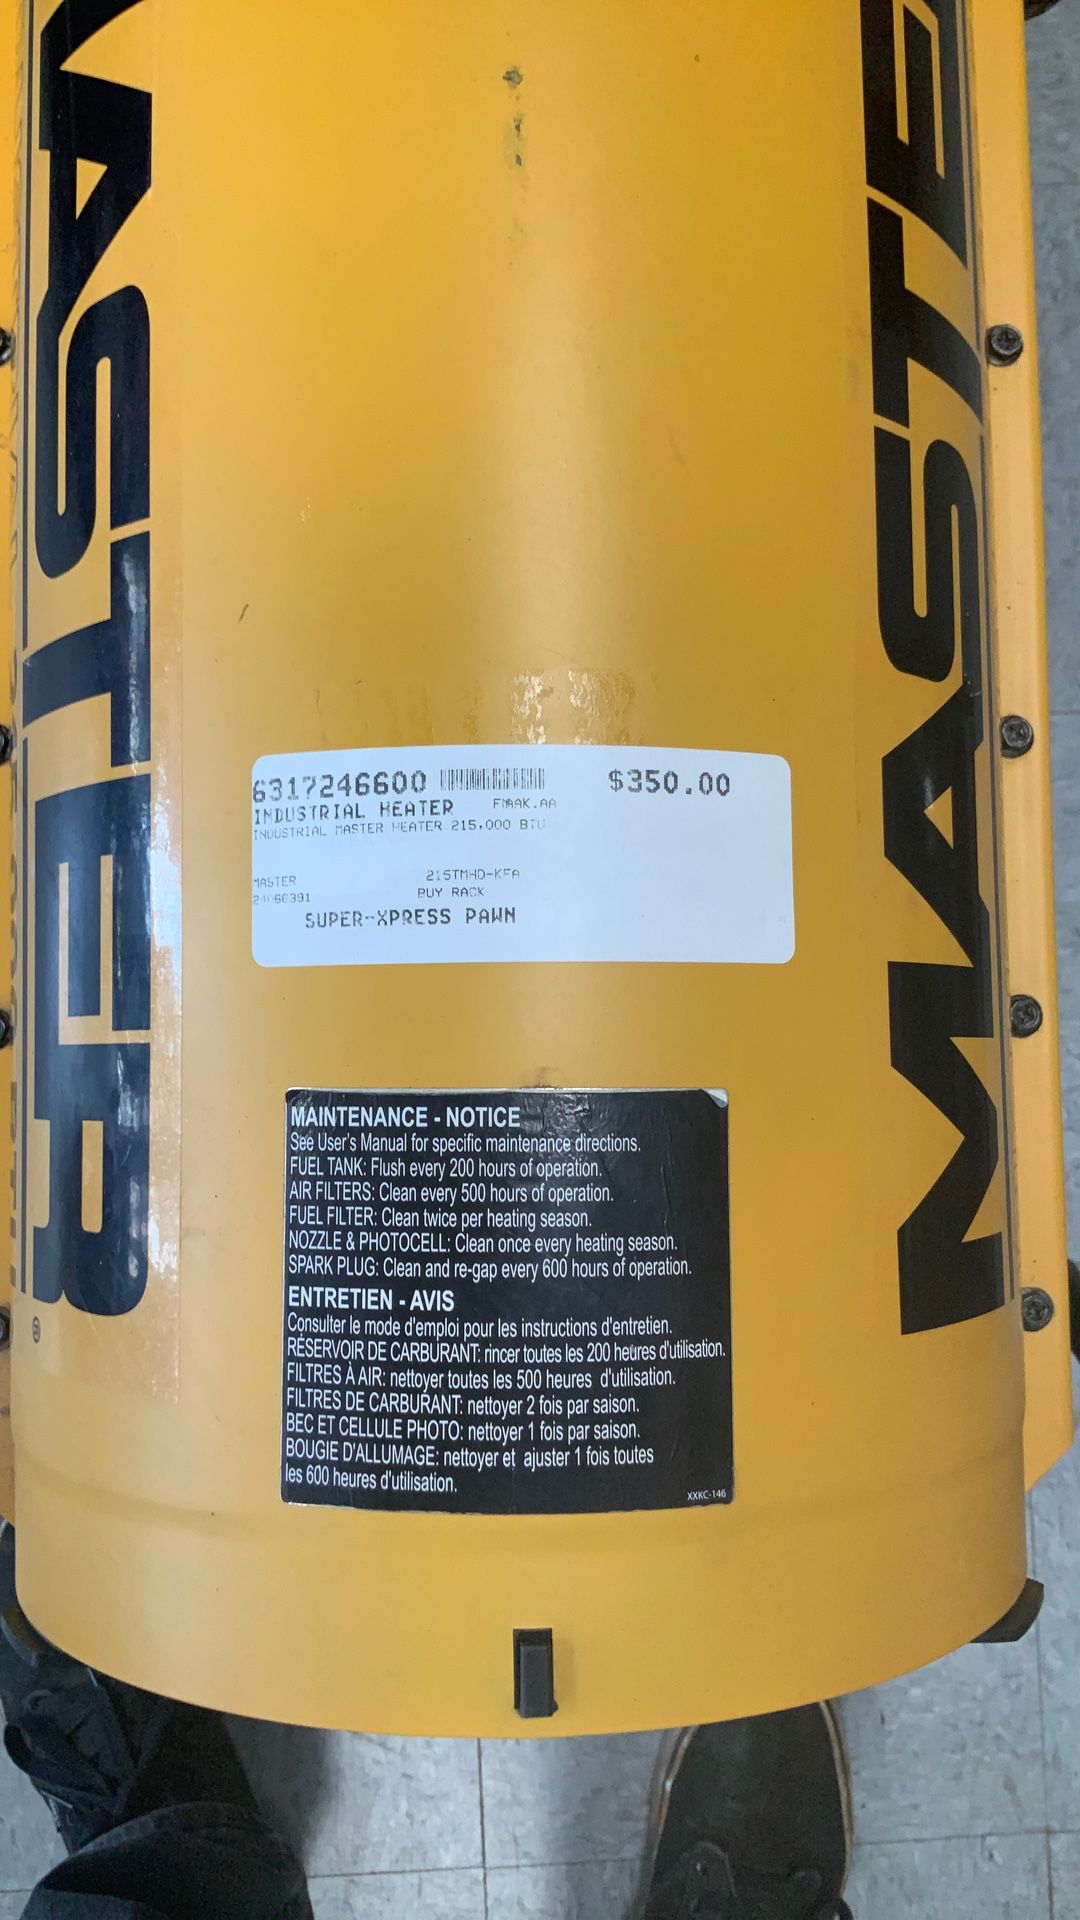 MASTER
MASTER
®
6317246600 $350.00
INDUSTRIAL HEATER FMAK.AA
INDUSTRIAL MASTER HEATER 215,000 BTU
MASTER 215TMHD-KFA
BUY RACK
SUPER-XPRESS PAWN
MAINTENANCE - NOTICE
See User's Manual for specific maintenance directions.
FUEL TANK: Flush every 200 hours of operation.
AIR FILTERS: Clean every 500 hours of operation.
FUEL FILTER: Clean twice per heating season.
NOZZLE & PHOTOCELL: Clean once every heating season.
SPARK PLUG: Clean and re-gap every 600 hours of operation.
ENTRETIEN - AVIS
Consulter le mode d'emploi pour les instructions d'entretien.
RÉSERVOIR DE CARBURANT: rincer toutes les 200 heures d'utilisation.
FILTRES À AIR: nettoyer toutes les 500 heures d'utilisation.
FILTRES DE CARBURANT: nettoyer 2 fois par saison.
BEC ET CELLULE PHOTO: nettoyer 1 fois par saison.
BOUGIE D'ALLUMAGE: nettoyer et ajuster 1 fois toutes
les 600 heures d'utilisation.
XXKC-146